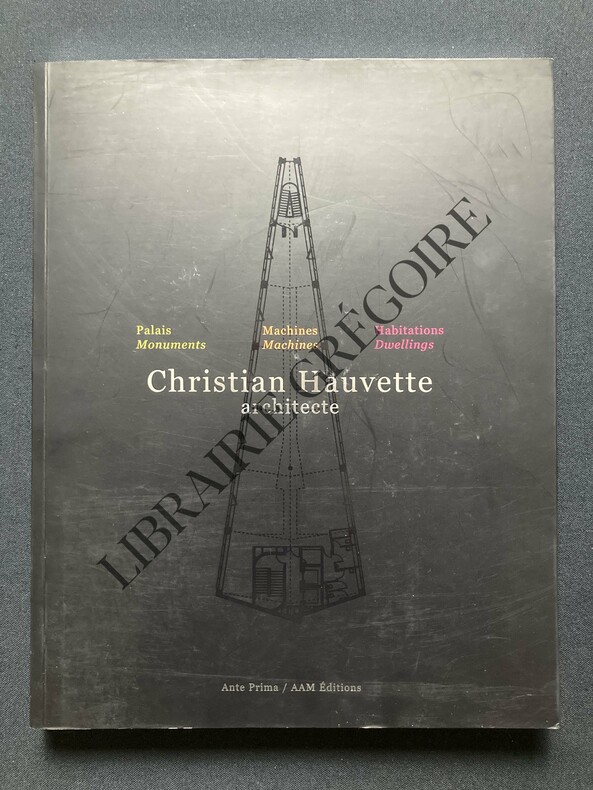 Palais
Monuments
Machines
Machines
Habitations
Dwellings
Christian Hauvette
architecte
Ante Prima / AAM Éditions
LIBRAIRIE GRÉGOIRE